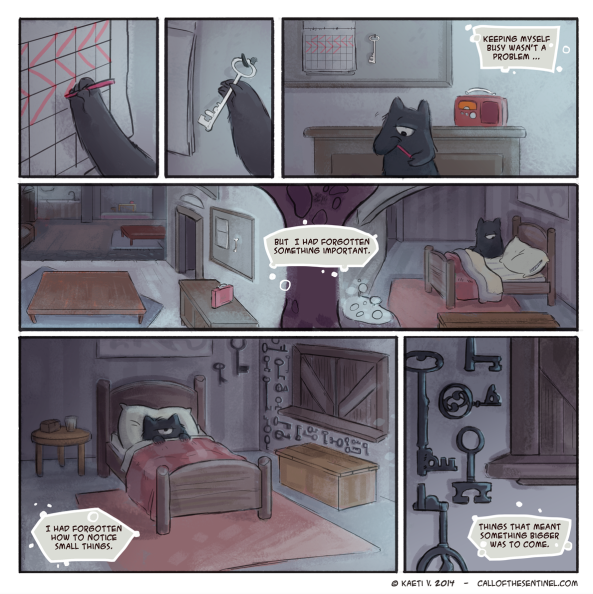 KEEPING MYSELF
BUSY WASN'T A
PROBLEM ...
BUT I HAD FORGOTTEN
SOMETHING IMPORTANT.
I HAD FORGOTTEN
HOW TO NOTICE
SMALL THINGS.
THINGS THAT MEANT
SOMETHING BIGGER
WAS TO COME.
© KAETI V. 2014 - CALLOFTHESENTINEL.COM